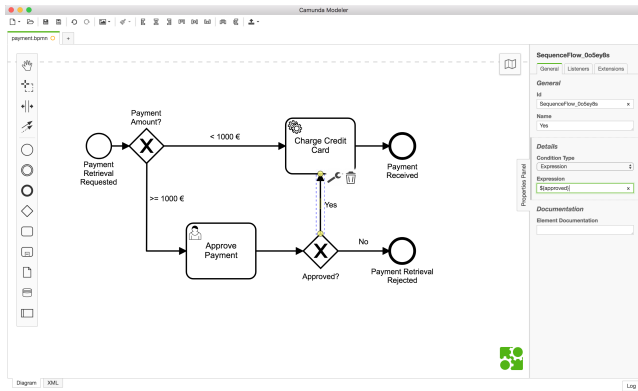 Camunda Modeler
payment.bpmn
+
SequenceFlow_0o5ey8s
General Listeners Extensions
General
Id
SequenceFlow_0o5ey8s x
Name
Yes
Details
Condition Type
Expression
Expression
${approved} x
Documentation
Element Documentation
Properties Panel
Payment
Amount?
< 1000 €
Charge Credit
Card
Payment
Retrieval
Requested
Payment
Received
>= 1000 €
Yes
Approve
Payment
No
Approved?
Payment Retrieval
Rejected
Diagram XML
Log